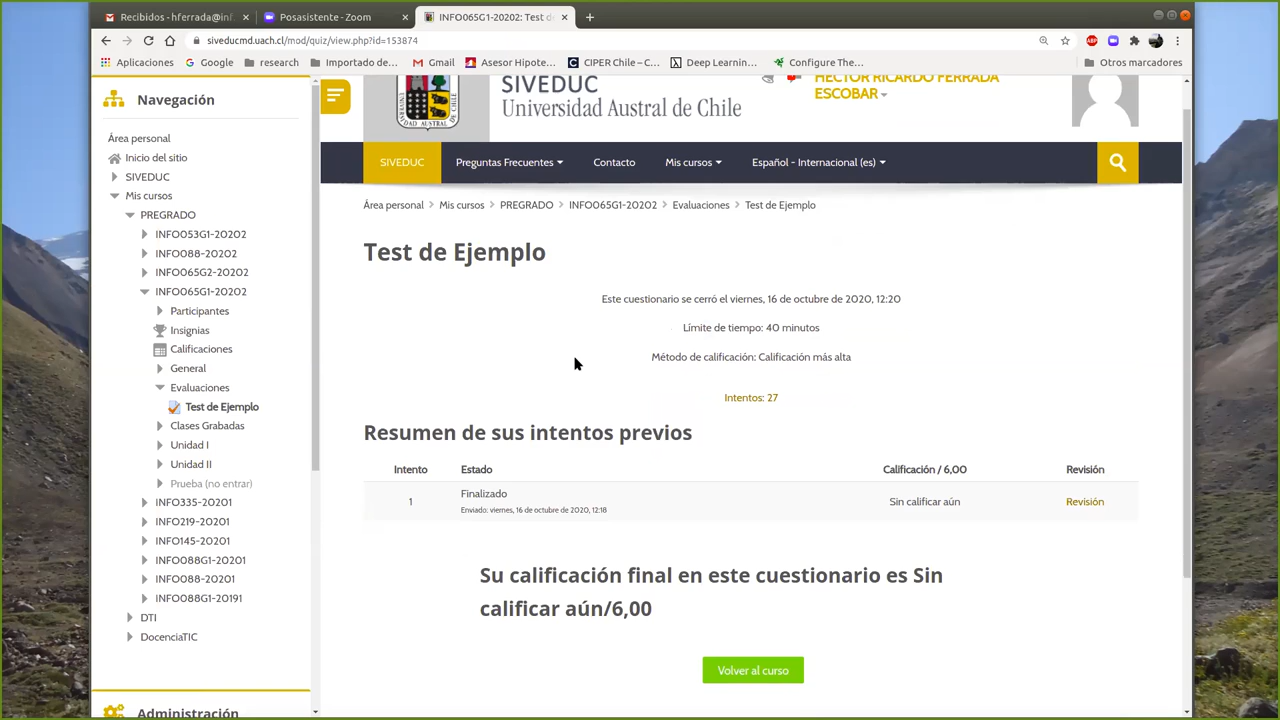 Recibidos - hferrada@inf
Posasistente - Zoom
INFO065G1-20202: Test d
siveducmd.uach.cl/mod/quiz/view.php?id=153874
Aplicaciones
Google
research
Importado de...
Gmail
Asesor Hipote...
CIPER Chile – C...
Deep Learnin...
Configure The...
Otros marcadores
Navegación
Área personal
Inicio del sitio
SIVEDUC
Mis cursos
PREGRADO
INFO053G1-20202
INFO088-20202
INFO065G2-20202
INFO065G1-20202
Participantes
Insignias
Calificaciones
General
Evaluaciones
Test de Ejemplo
Clases Grabadas
Unidad I
Unidad II
Prueba (no entrar)
INFO335-20201
INFO219-20201
INFO145-20201
INFO088G1-20201
INFO088-20201
INFO088G1-20191
DTI
DocenciaTIC
Administración
SIVEDUC
Universidad Austral de Chile
HECTOR RICARDO FERRADA
ESCOBAR
SIVEDUC
Preguntas Frecuentes
Contacto
Mis cursos
Español - Internacional (es)
Área personal > Mis cursos > PREGRADO > INFO065G1-20202 > Evaluaciones > Test de Ejemplo
Test de Ejemplo
Este cuestionario se cerró el viernes, 16 de octubre de 2020, 12:20
Límite de tiempo: 40 minutos
Método de calificación: Calificación más alta
Intentos: 27
Resumen de sus intentos previos
Intento Estado Calificación / 6,00 Revisión
1 Finalizado Sin calificar aún Revisión
Enviado: viernes, 16 de octubre de 2020, 12:18
Su calificación final en este cuestionario es Sin
calificar aún/6,00
Volver al curso